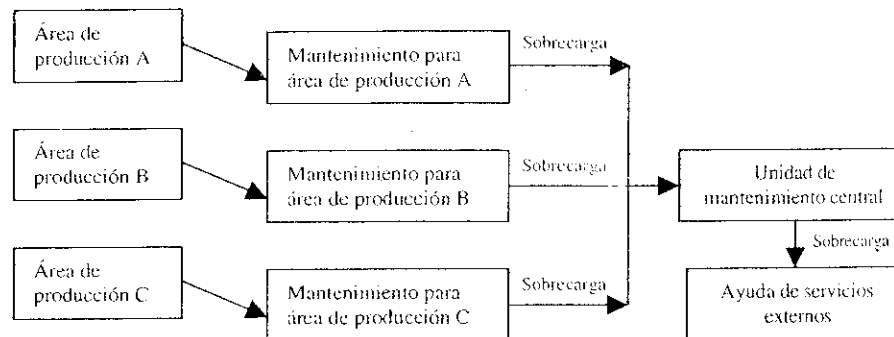 Área de
producción A
Mantenimiento para
área de producción A
Sobrecarga
Área de
producción B
Mantenimiento para
área de producción B
Sobrecarga
Unidad de
mantenimiento central
Sobrecarga
Área de
producción C
Mantenimiento para
área de producción C
Sobrecarga
Ayuda de servicios
externos